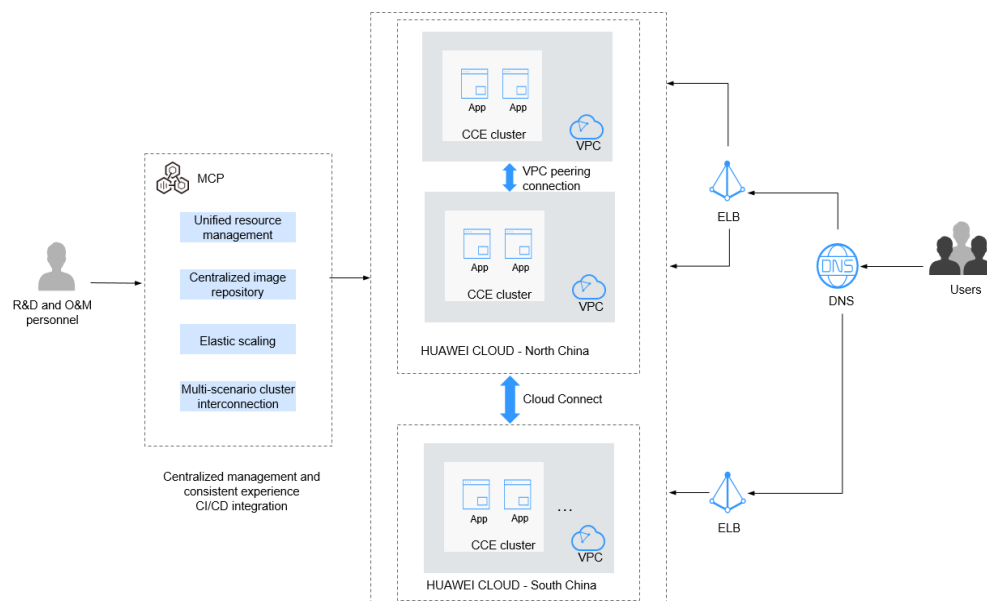 R&D and O&M
personnel
MCP
Unified resource
management
Centralized image
repository
Elastic scaling
Multi-scenario cluster
interconnection
Centralized management and
consistent experience
CI/CD integration
App App
CCE cluster
VPC
VPC peering
connection
App App
CCE cluster
VPC
HUAWEI CLOUD - North China
Cloud Connect
App App
...
CCE cluster
VPC
HUAWEI CLOUD - South China
ELB
ELB
DNS
DNS
Users